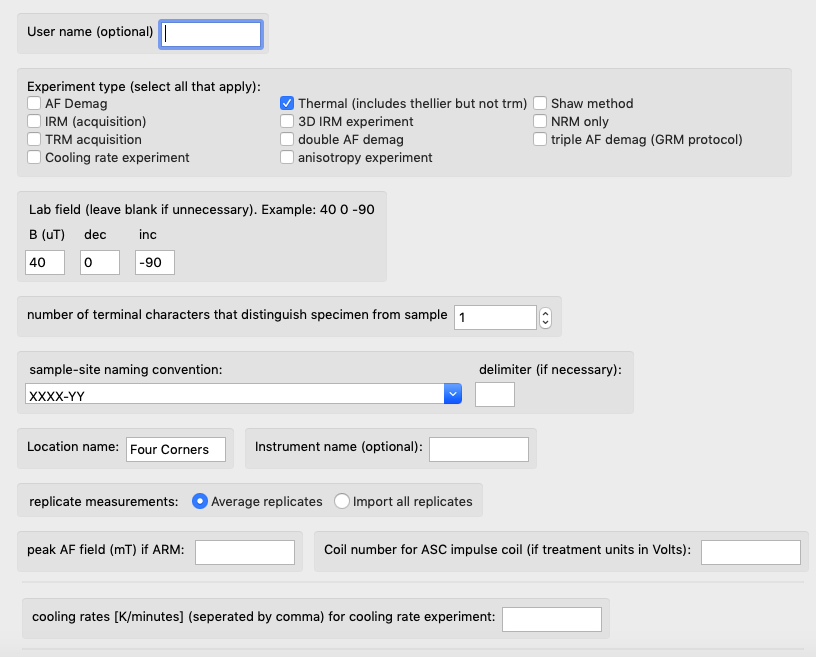 User name (optional)
Experiment type (select all that apply):
AF Demag
Thermal (includes thellier but not trm)
Shaw method
IRM (acquisition)
3D IRM experiment
NRM only
TRM acquisition
double AF demag
triple AF demag (GRM protocol)
Cooling rate experiment
anisotropy experiment
Lab field (leave blank if unnecessary). Example: 40 0 -90
B (uT) dec inc
40 0 -90
number of terminal characters that distinguish specimen from sample 1
sample-site naming convention: delimiter (if necessary):
XXXX-YY
Location name: Four Corners Instrument name (optional):
replicate measurements: Average replicates Import all replicates
peak AF field (mT) if ARM: Coil number for ASC impulse coil (if treatment units in Volts):
cooling rates [K/minutes] (seperated by comma) for cooling rate experiment: